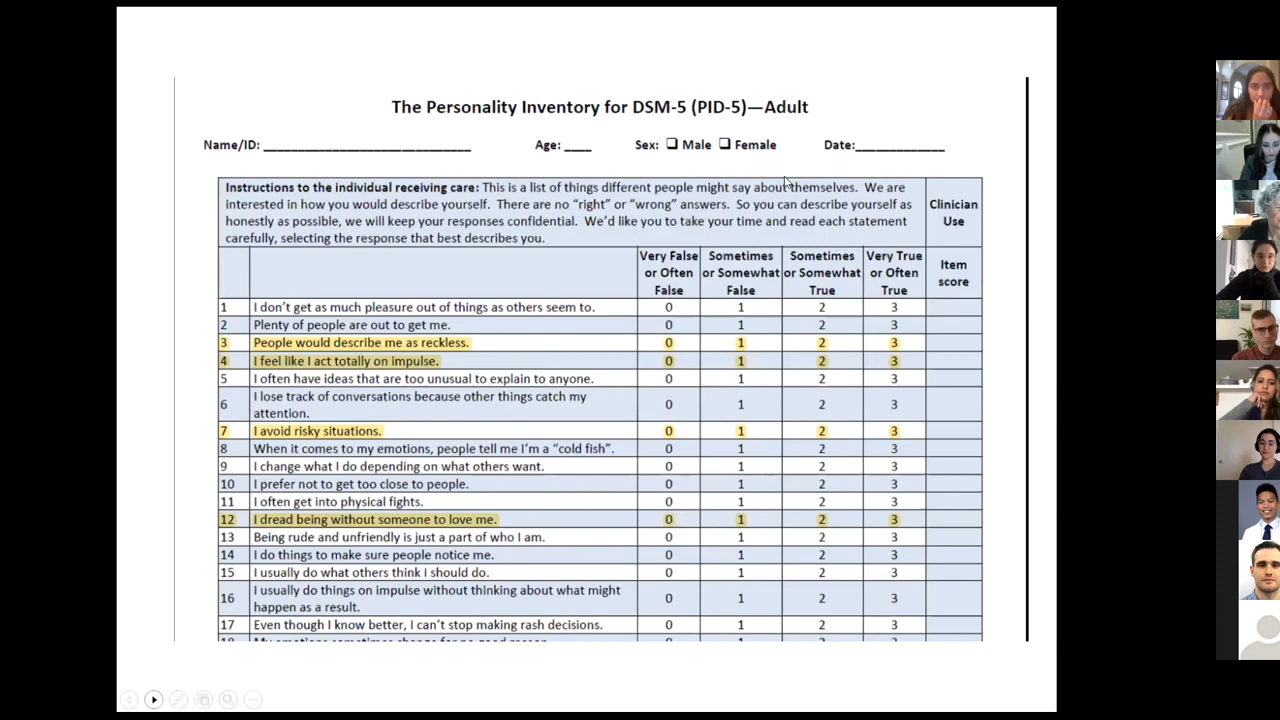 The Personality Inventory for DSM-5 (PID-5)—Adult
Name/ID: ______________________________ Age: ____ Sex: ❑ Male ❑ Female Date:_____________
Instructions to the individual receiving care: This is a list of things different people might say about themselves. We are
interested in how you would describe yourself. There are no “right” or “wrong” answers. So you can describe yourself as
honestly as possible, we will keep your responses confidential. We’d like you to take your time and read each statement
carefully, selecting the response that best describes you.
Clinician
Use
Very False
or Often
False
Sometimes
or Somewhat
False
Sometimes
or Somewhat
True
Very True
or Often
True
Item
score
1 I don’t get as much pleasure out of things as others seem to. 0 1 2 3
2 Plenty of people are out to get me. 0 1 2 3
3 People would describe me as reckless. 0 1 2 3
4 I feel like I act totally on impulse. 0 1 2 3
5 I often have ideas that are too unusual to explain to anyone. 0 1 2 3
6 I lose track of conversations because other things catch my
attention. 0 1 2 3
7 I avoid risky situations. 0 1 2 3
8 When it comes to my emotions, people tell me I’m a “cold fish”. 0 1 2 3
9 I change what I do depending on what others want. 0 1 2 3
10 I prefer not to get too close to people. 0 1 2 3
11 I often get into physical fights. 0 1 2 3
12 I dread being without someone to love me. 0 1 2 3
13 Being rude and unfriendly is just a part of who I am. 0 1 2 3
14 I do things to make sure people notice me. 0 1 2 3
15 I usually do what others think I should do. 0 1 2 3
16 I usually do things on impulse without thinking about what might
happen as a result. 0 1 2 3
17 Even though I know better, I can’t stop making rash decisions. 0 1 2 3